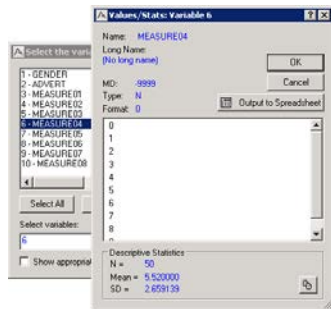 Values/Stats: Variable 6
Name: MEASURE04
Long Name:
(No long name)
OK
Cancel
MD: -9999
Type: N
Format: 0
Output to Spreadsheet
0
1
2
3
4
5
6
7
8
Descriptive Statistics
N = 50
Mean = 5.520000
SD = 2.659139
Select the varia
1 - GENDER
2 - ADVERT
3 - MEASURE01
4 - MEASURE02
5 - MEASURE03
6 - MEASURE04
7 - MEASURE05
8 - MEASURE06
9 - MEASURE07
10 - MEASURE08
Select All
Select variables:
6
Show appropria